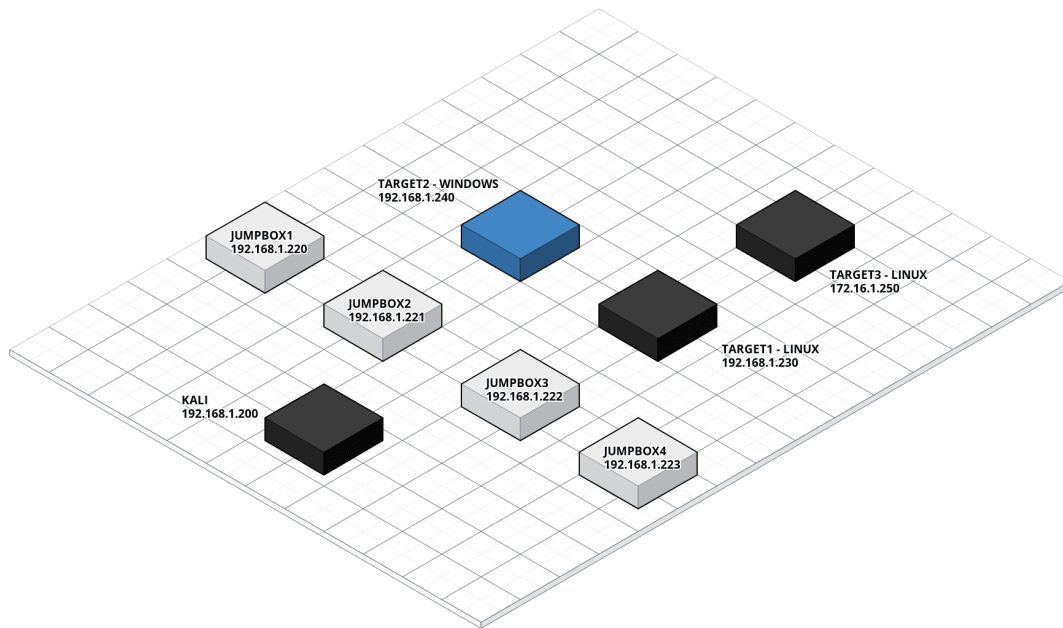 TARGET2 - WINDOWS
192.168.1.240
JUMPBOX1
192.168.1.220
TARGET3 - LINUX
172.16.1.250
JUMPBOX2
192.168.1.221
TARGET1 - LINUX
192.168.1.230
JUMPBOX3
192.168.1.222
KALI
192.168.1.200
JUMPBOX4
192.168.1.223